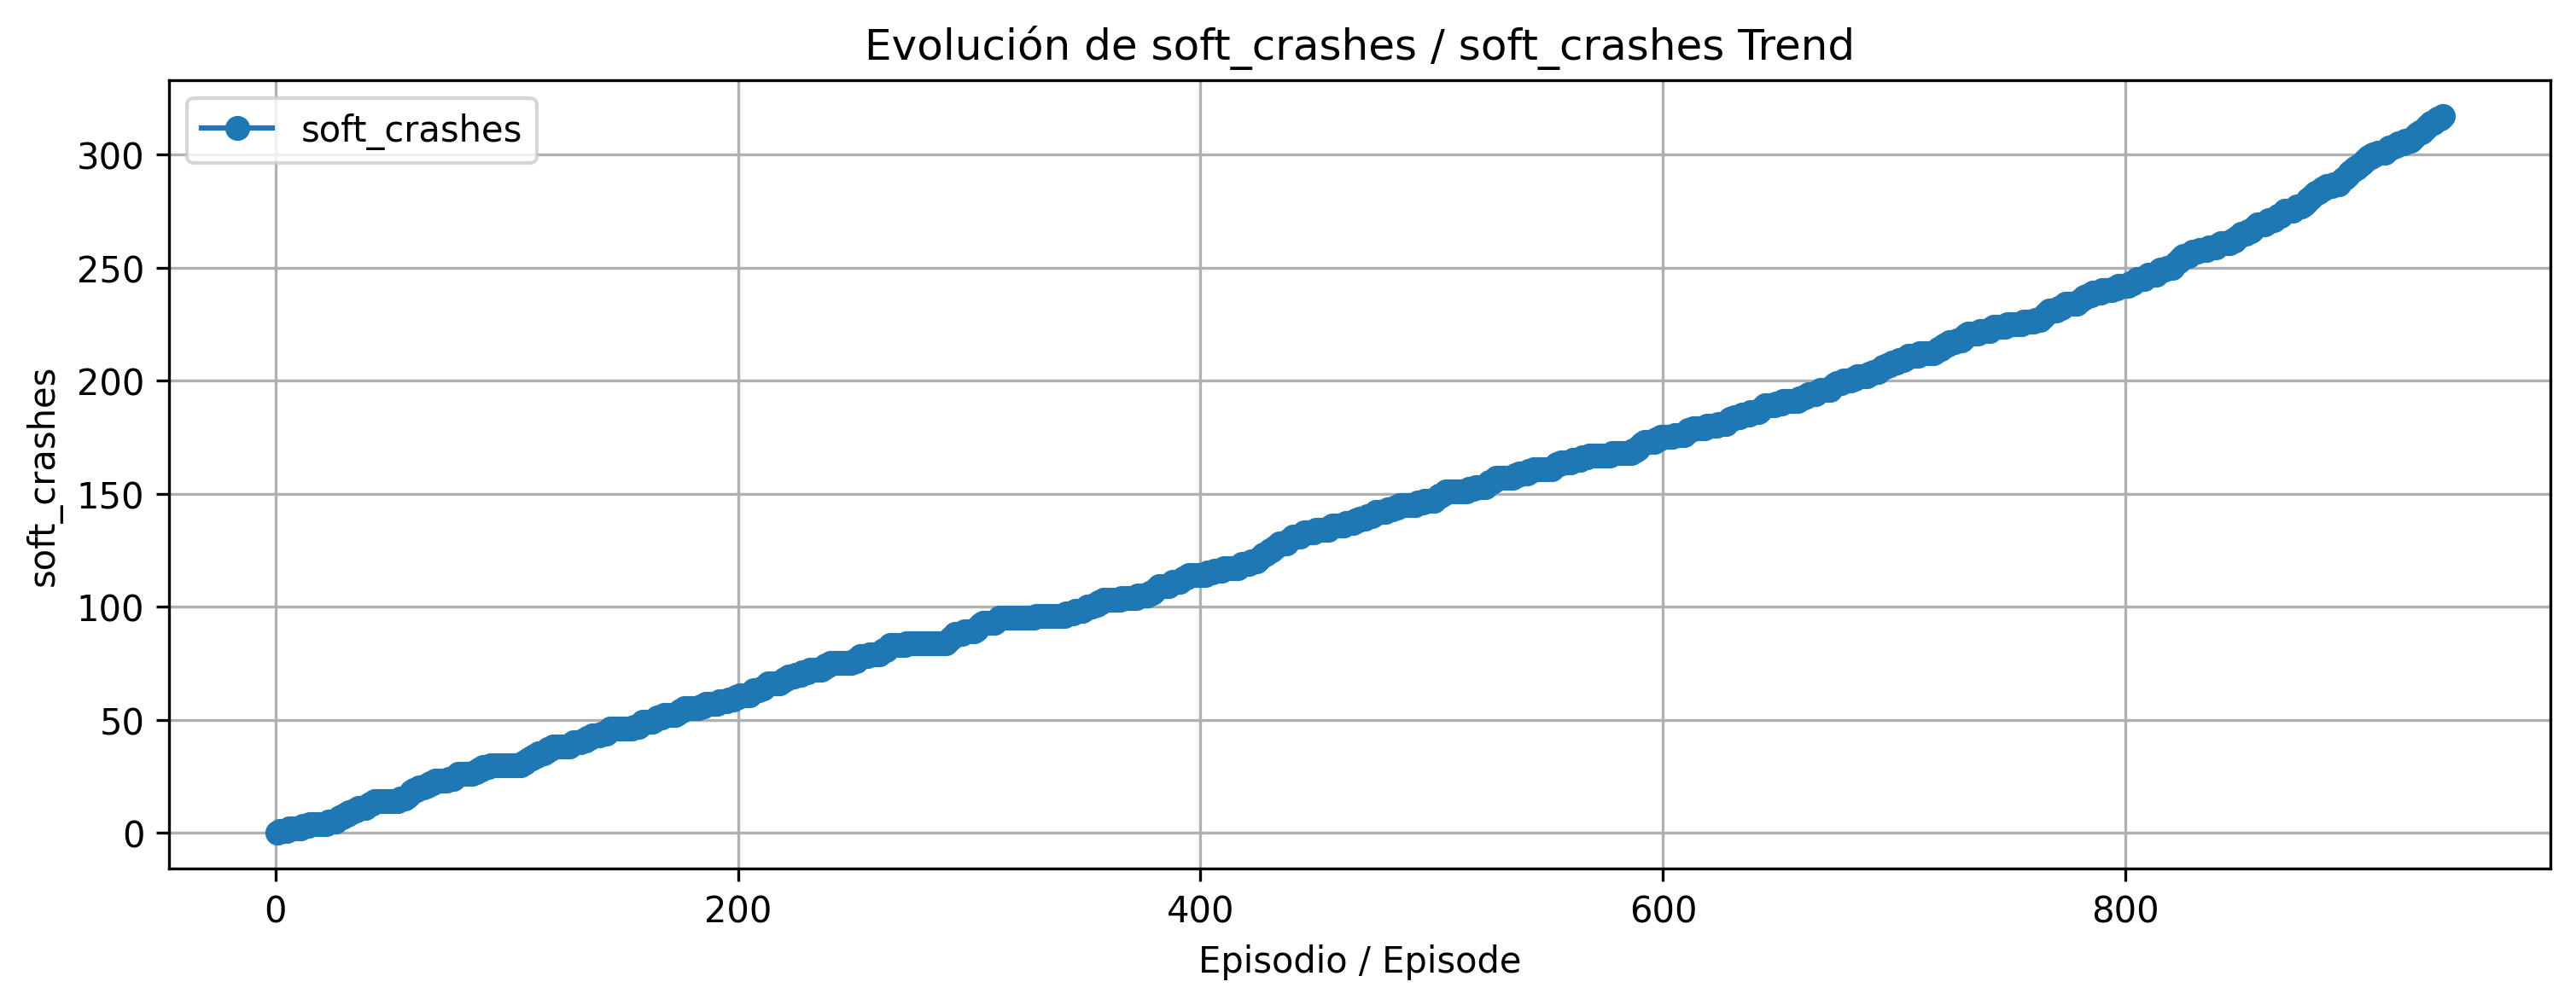 Evolución de soft_crashes / soft_crashes Trend
soft_crashes
300
250
200
150
100
50
0
soft_crashes
0 200 400 600 800
Episodio / Episode